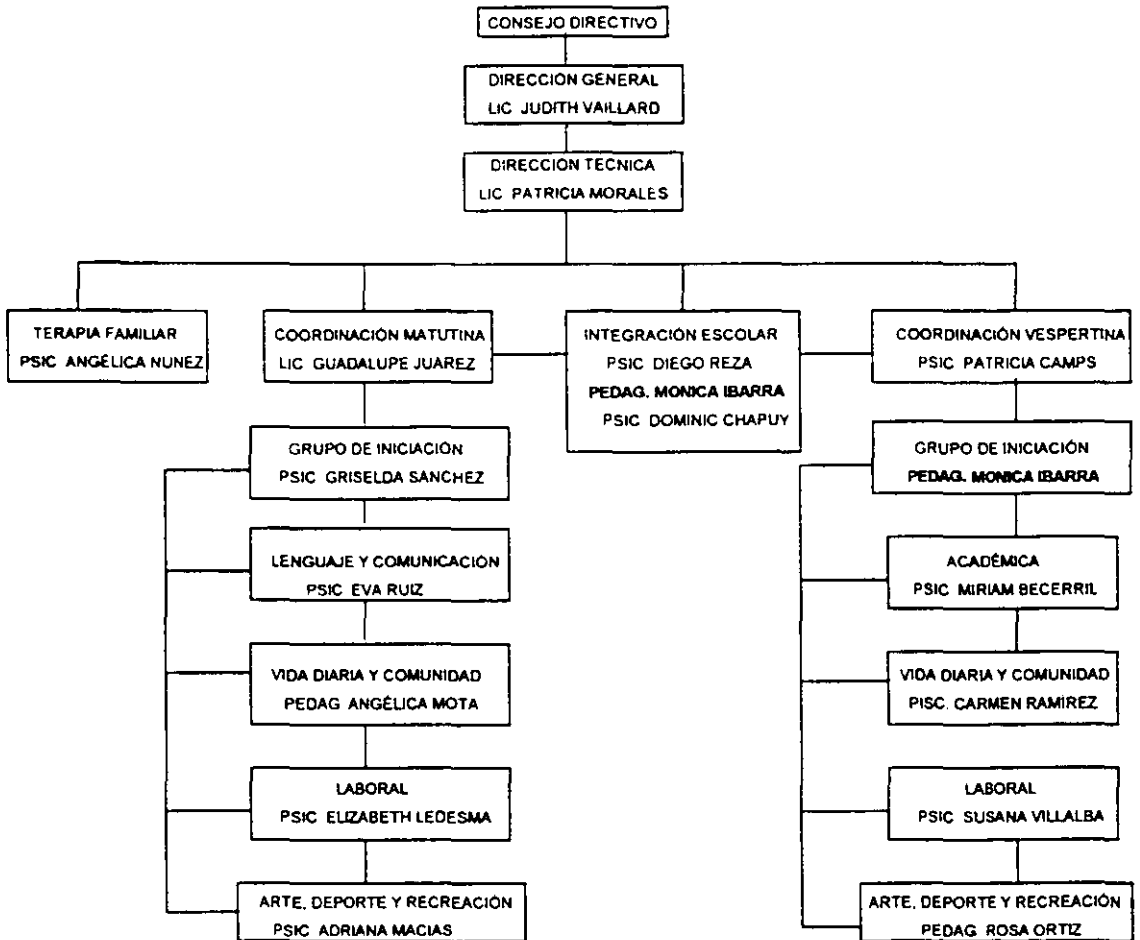 CONSEJO DIRECTIVO
DIRECCIÓN GENERAL
LIC JUDITH VAILLARD
DIRECCION TECNICA
LIC PATRICIA MORALES
TERAPIA FAMILIAR
PSIC ANGÉLICA NUNEZ
COORDINACIÓN MATUTINA
LIC GUADALUPE JUAREZ
INTEGRACIÓN ESCOLAR
PSIC DIEGO REZA
PEDAG. MONICA IBARRA
PSIC DOMINIC CHAPUY
COORDINACIÓN VESPERTINA
PSIC PATRICIA CAMPS
GRUPO DE INICIACIÓN
PSIC GRISELDA SANCHEZ
LENGUAJE Y COMUNICACIÓN
PSIC EVA RUIZ
VIDA DIARIA Y COMUNIDAD
PEDAG ANGÉLICA MOTA
LABORAL
PSIC ELIZABETH LEDESMA
ARTE, DEPORTE Y RECREACIÓN
PSIC ADRIANA MACIAS
GRUPO DE INICIACIÓN
PEDAG. MONICA IBARRA
ACADÉMICA
PSIC MIRIAM BECERRIL
VIDA DIARIA Y COMUNIDAD
PISC. CARMEN RAMÍREZ
LABORAL
PSIC SUSANA VILLALBA
ARTE, DEPORTE Y RECREACIÓN
PEDAG ROSA ORTIZ